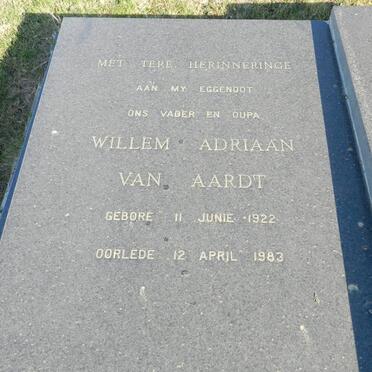 MET TERE HERINNERINGE
AAN MY EGGENOOT
ONS VADER EN OUPA
WILLEM ADRIAAN
VAN AARDT
GEBORE 11 JUNIE 1922
OORLEDE 12 APRIL 1983